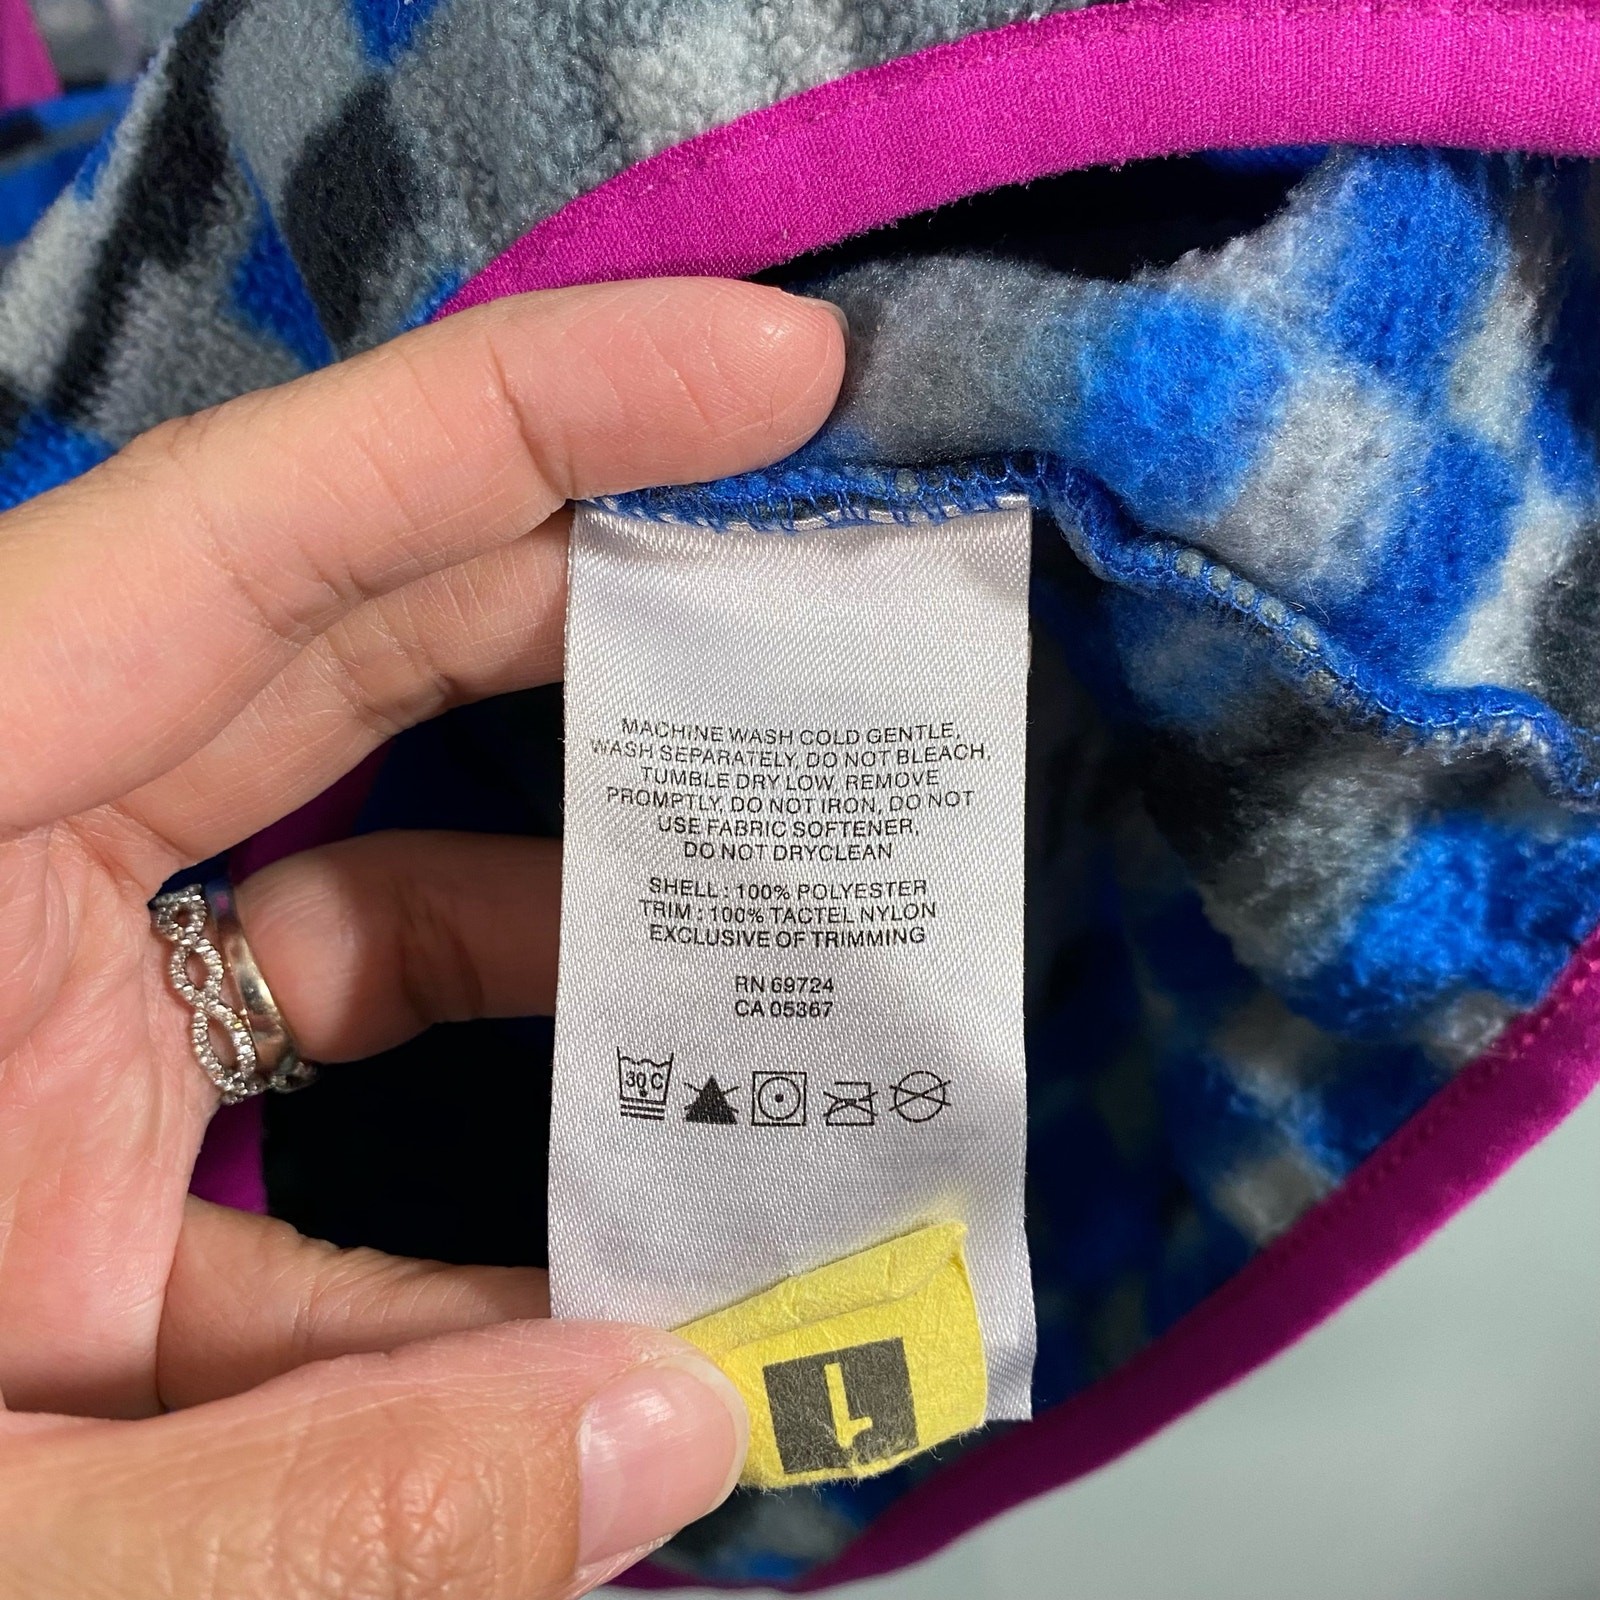 MACHINE WASH COLD GENTLE,
WASH SEPARATELY, DO NOT BLEACH,
TUMBLE DRY LOW, REMOVE
PROMPTLY, DO NOT IRON, DO NOT
USE FABRIC SOFTENER,
DO NOT DRYCLEAN
SHELL : 100% POLYESTER
TRIM : 100% TACTEL NYLON
EXCLUSIVE OF TRIMMING
RN 69724
CA 05367
30 C
1